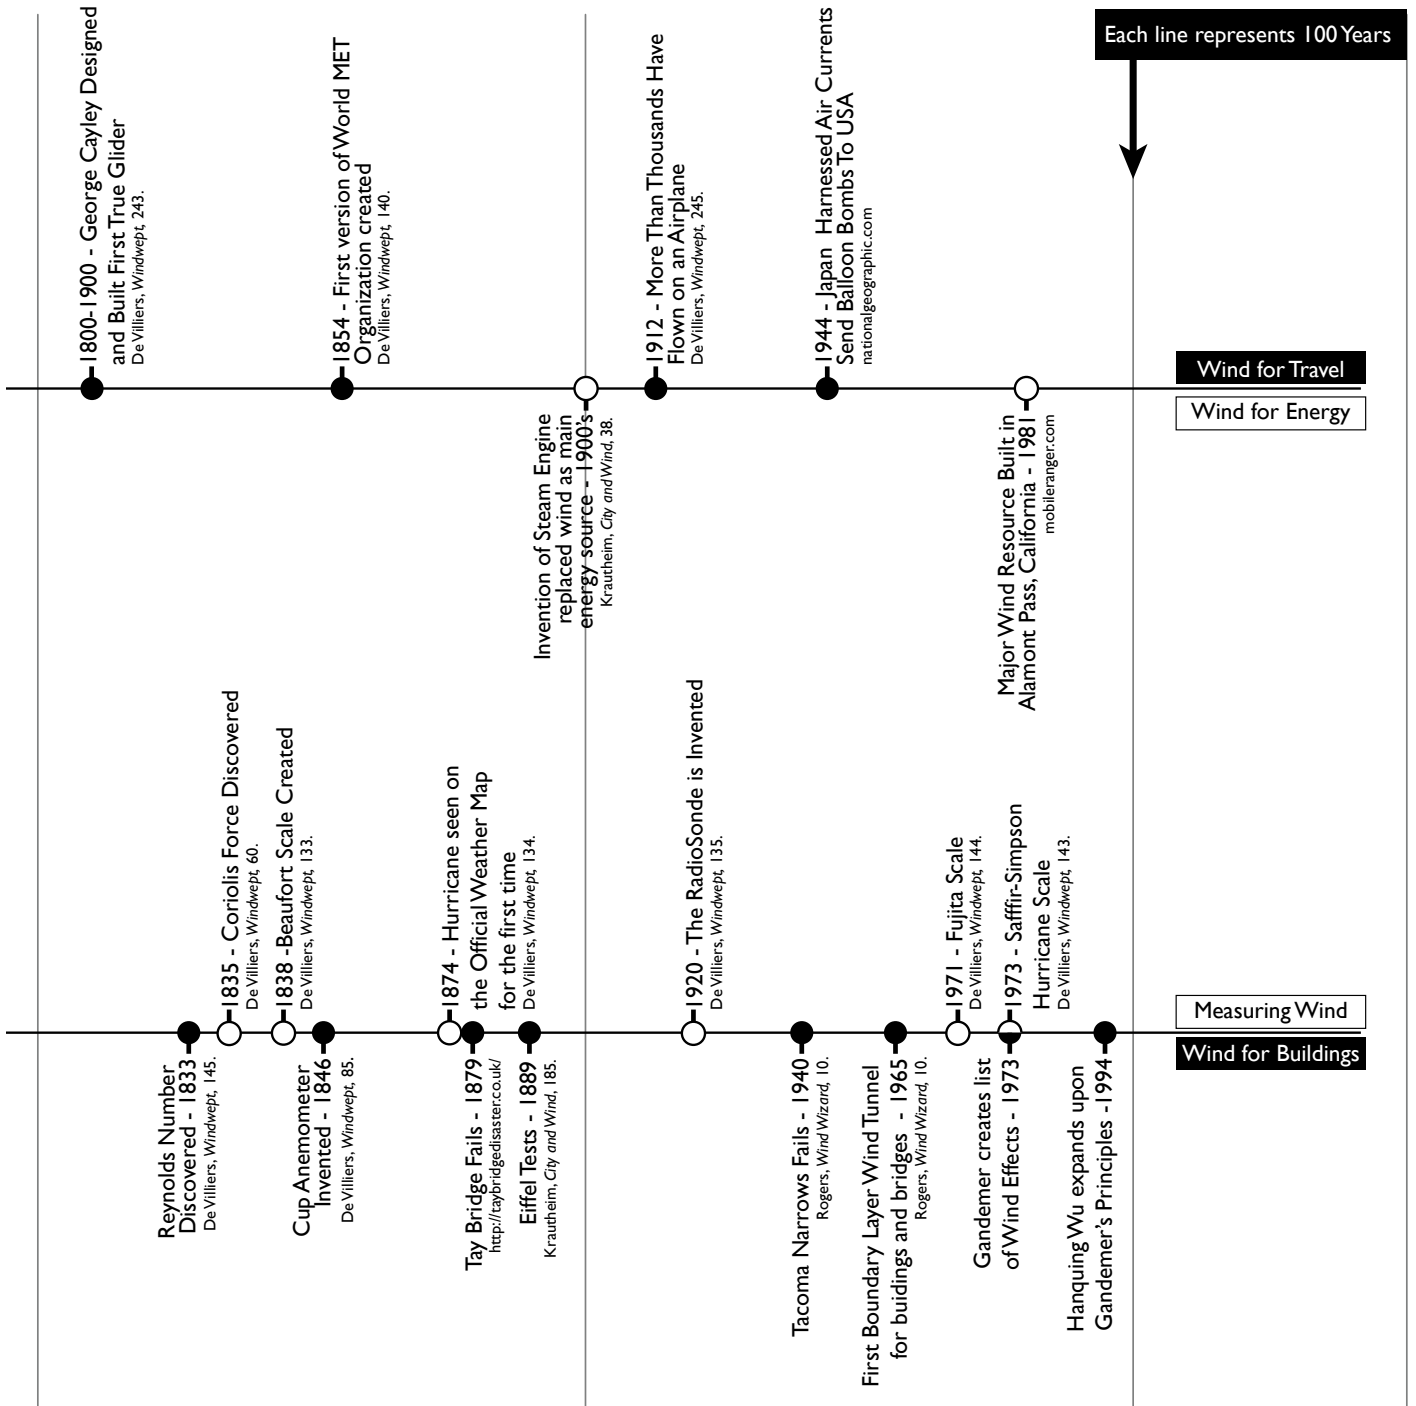 Each line represents 100 Years
1800-1900 - George Cayley Designed
and Built First True Glider
De Villiers, Windwept, 243.
1854 - First version of World MET
Organization created
De Villiers, Windwept, 140.
1912 - More Than Thousands Have
Flown on an Airplane
De Villiers, Windwept, 245.
1944 - Japan Harnessed Air Currents
Send Balloon Bombs To USA
nationalgeographic.com
Wind for Travel
Wind for Energy
Invention of Steam Engine
replaced wind as main
energy source - 1900's
Krautheim, City and Wind, 38.
Major Wind Resource Built in
Alamont Pass, California - 1981
mobileranger.com
1835 - Coriolis Force Discovered
De Villiers, Windwept, 60.
1838 -Beaufort Scale Created
De Villiers, Windwept, 133.
1874 - Hurricane seen on
the Official Weather Map
for the first time
De Villiers, Windwept, 134.
1920 - The RadioSonde is Invented
De Villiers, Windwept, 135.
1971 - Fujita Scale
De Villiers, Windwept, 144.
1973 - Safffir-Simpson
Hurricane Scale
De Villiers, Windwept, 143.
Measuring Wind
Wind for Buildings
Reynolds Number
Discovered - 1833
De Villiers, Windwept, 145.
Cup Anemometer
Invented - 1846
De Villiers, Windwept, 85.
Tay Bridge Fails - 1879
http://taybridgedisaster.co.uk/
Eiffel Tests - 1889
Krautheim, City and Wind, 185.
Tacoma Narrows Fails - 1940
Rogers, Wind Wizard, 10.
First Boundary Layer Wind Tunnel
for buidings and bridges - 1965
Rogers, Wind Wizard, 10.
Gandemer creates list
of Wind Effects - 1973
Hanquing Wu expands upon
Gandemer's Principles -1994